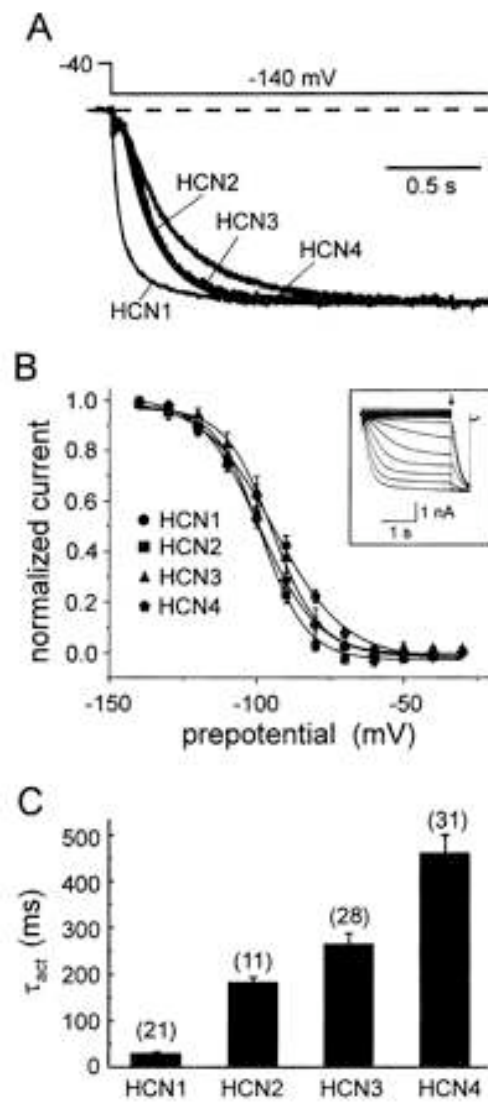 A
-40
-140 mV
HCN2
0.5 s
HCN3
HCN4
HCN1
B
1.0
0.8
0.6
0.4
0.2
0.0
normalized current
HCN1
HCN2
HCN3
HCN4
1 nA
1 s
-150
-100
-50
prepotential (mV)
C
500
400
300
200
100
0
τact (ms)
(21)
(11)
(28)
(31)
HCN1
HCN2
HCN3
HCN4